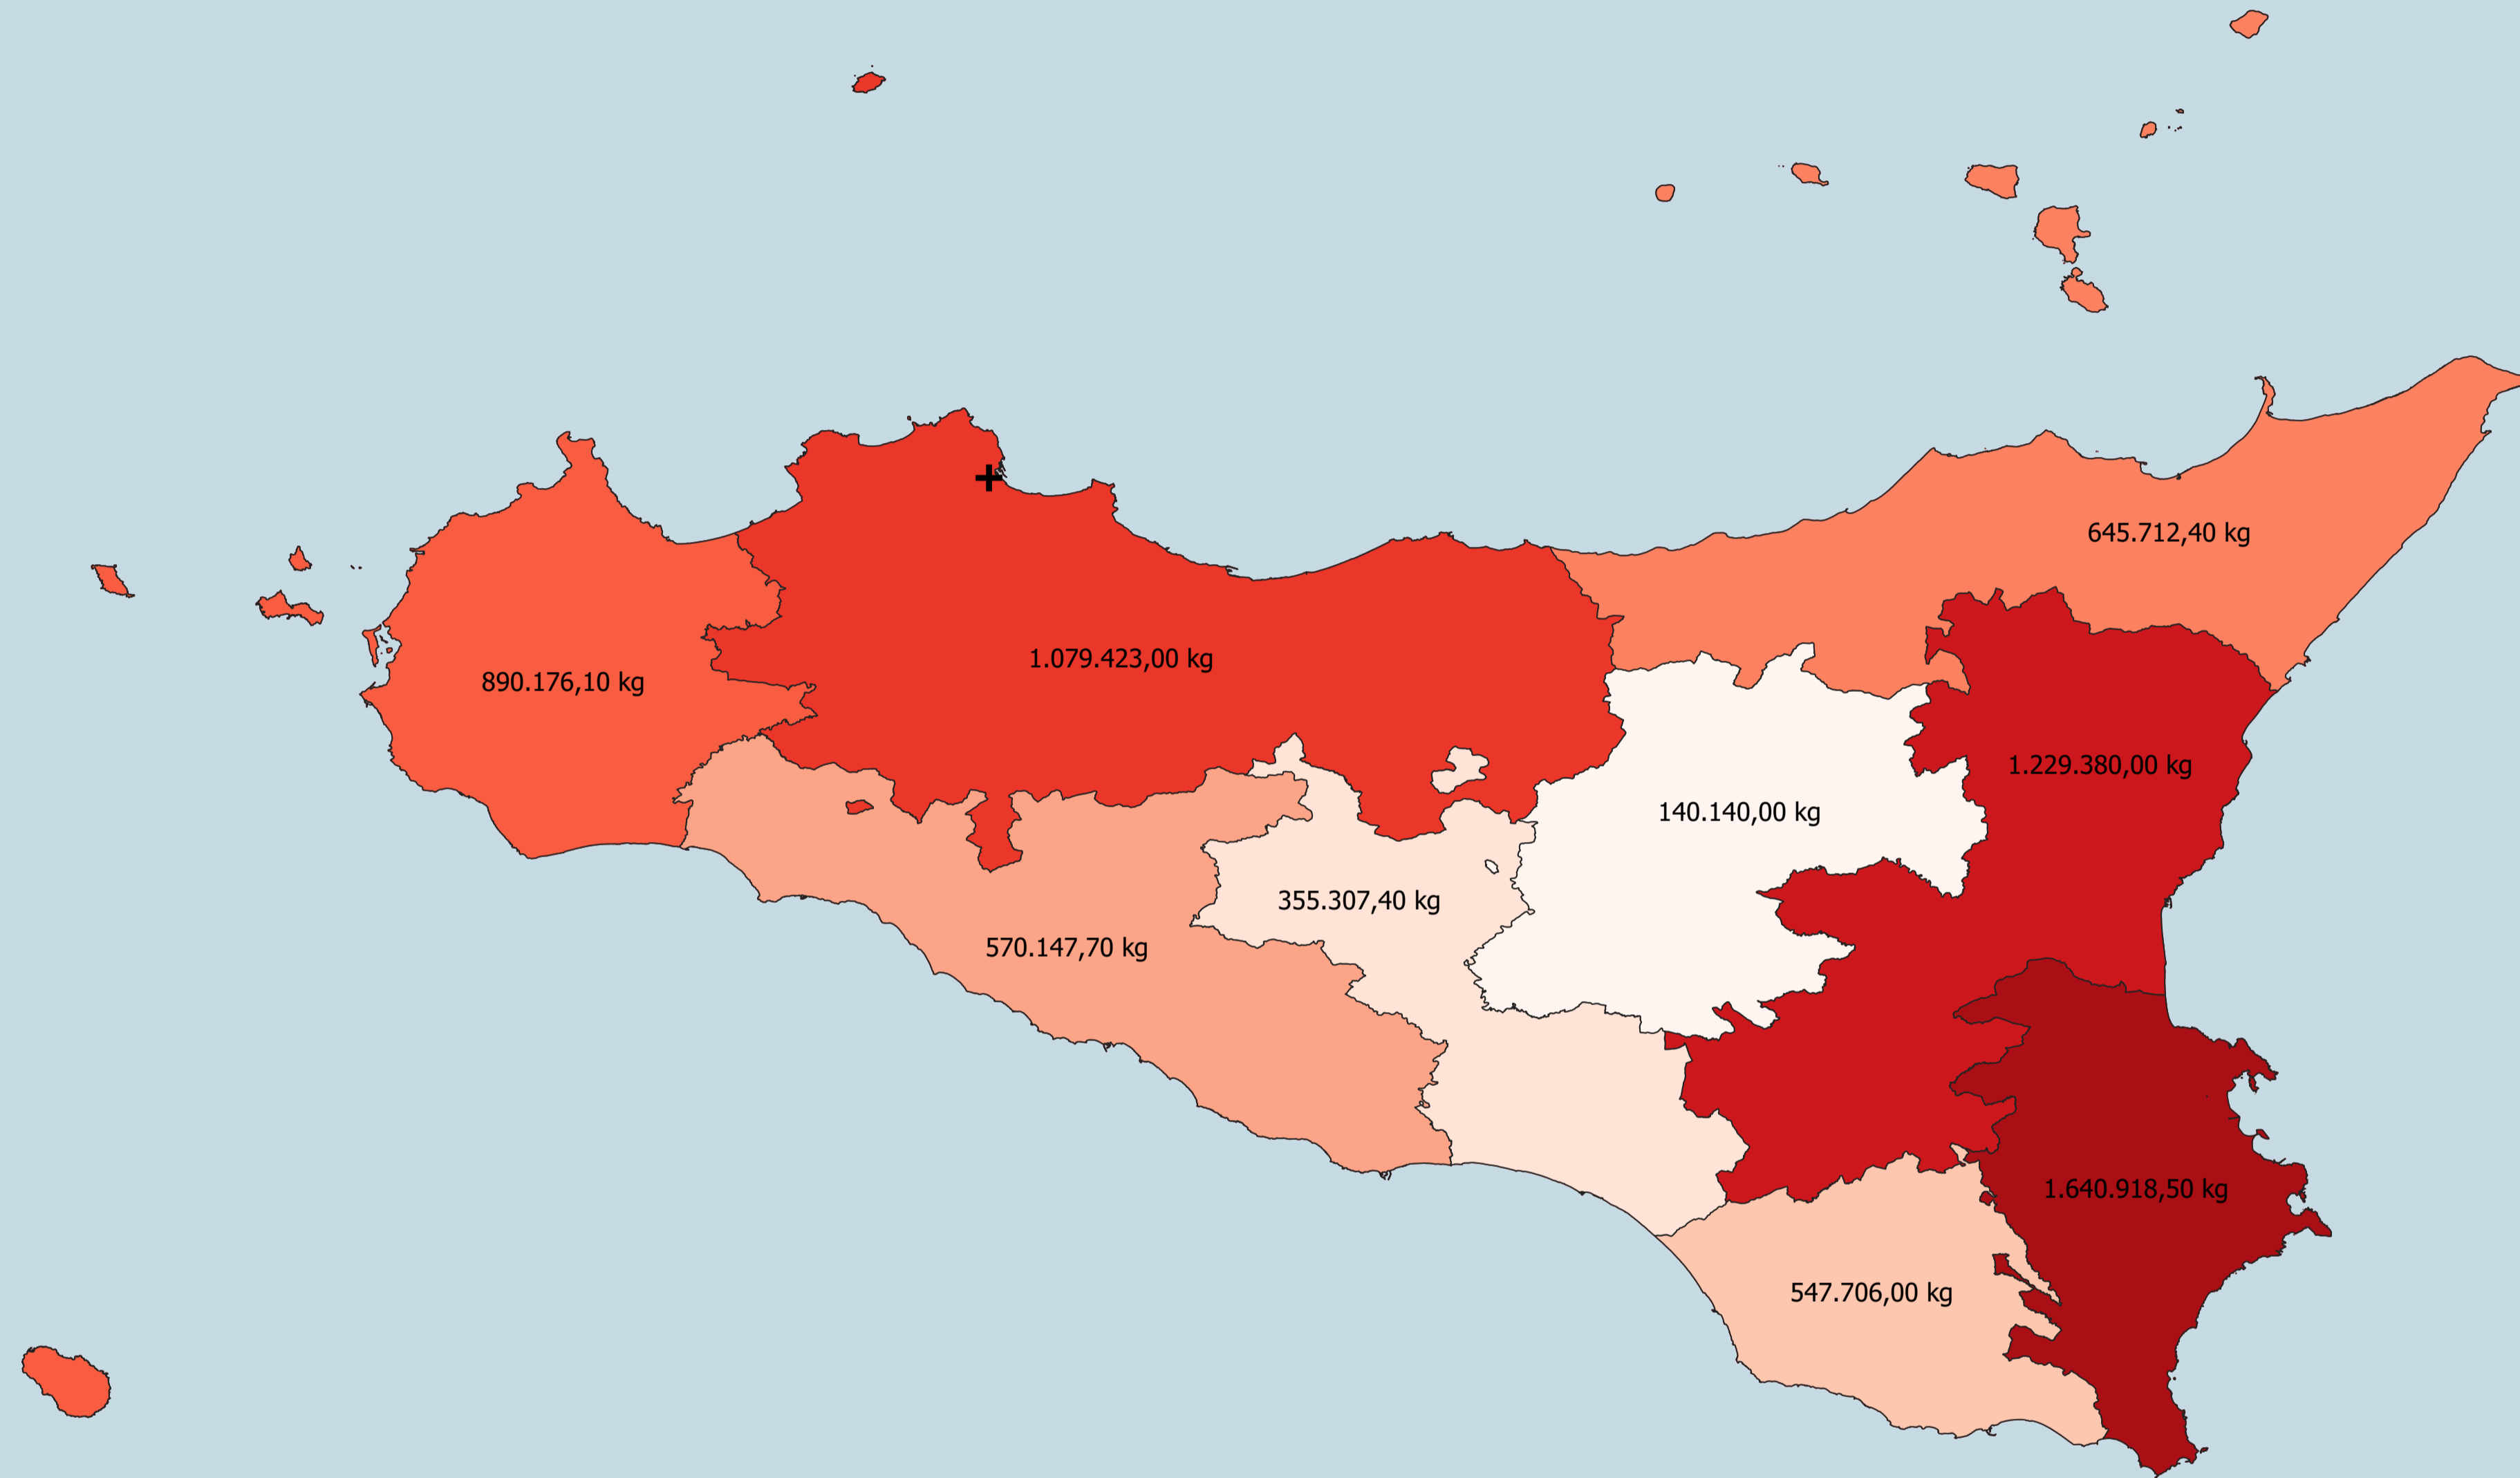 645.712,40 kg
1.079.423,00 kg
890.176,10 kg
1.229.380,00 kg
140.140,00 kg
355.307,40 kg
570.147,70 kg
1.640.918,50 kg
547.706,00 kg